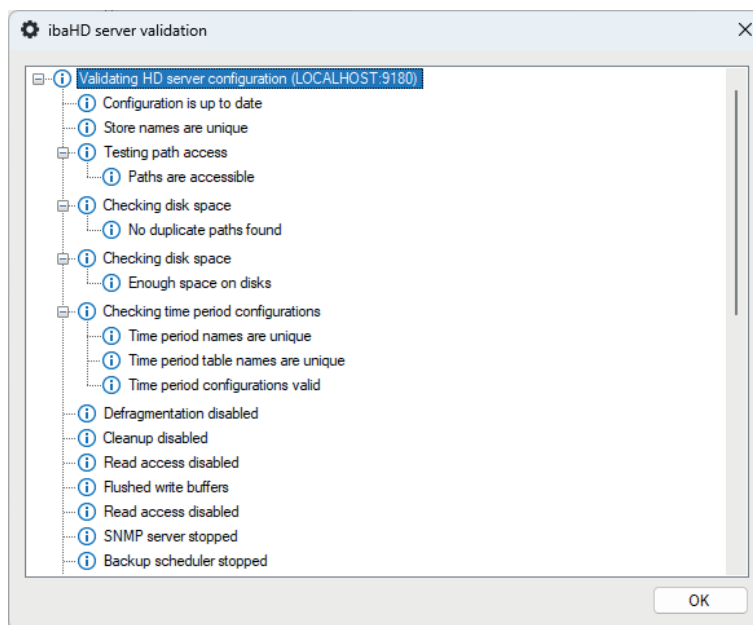 ibaHD server validation
Validating HD server configuration (LOCALHOST:9180)
Configuration is up to date
Store names are unique
Testing path access
Paths are accessible
Checking disk space
No duplicate paths found
Checking disk space
Enough space on disks
Checking time period configurations
Time period names are unique
Time period table names are unique
Time period configurations valid
Defragmentation disabled
Cleanup disabled
Read access disabled
Flushed write buffers
Read access disabled
SNMP server stopped
Backup scheduler stopped
OK